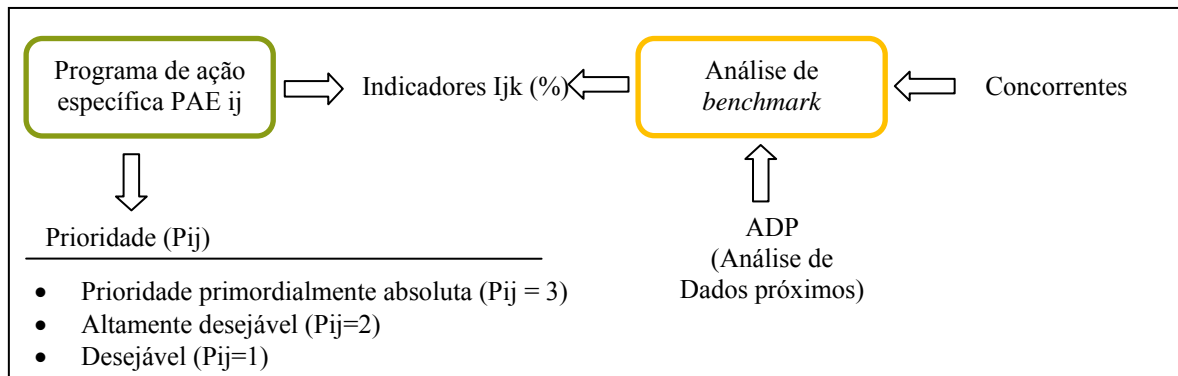 Programa de ação
específica PAE ij
Indicadores Ijk (%)
Análise de
benchmark
Concorrentes
Prioridade (Pij)
ADP
(Análise de
Dados próximos)
• Prioridade primordialmente absoluta (Pij = 3)
• Altamente desejável (Pij=2)
• Desejável (Pij=1)